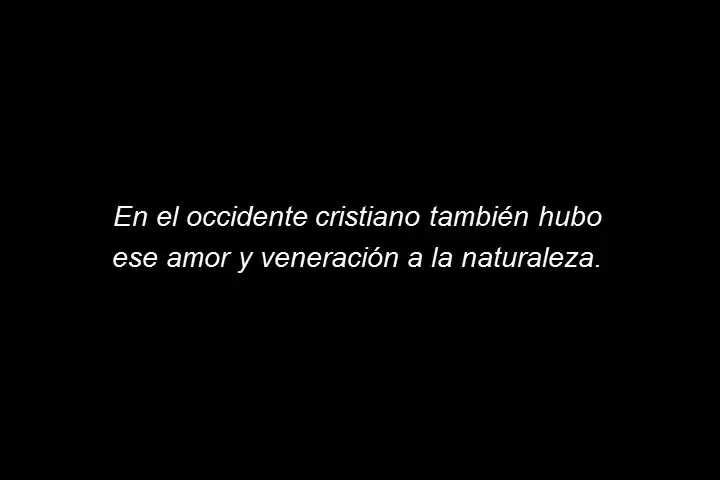 En el occidente cristiano también hubo
ese amor y veneración a la naturaleza.